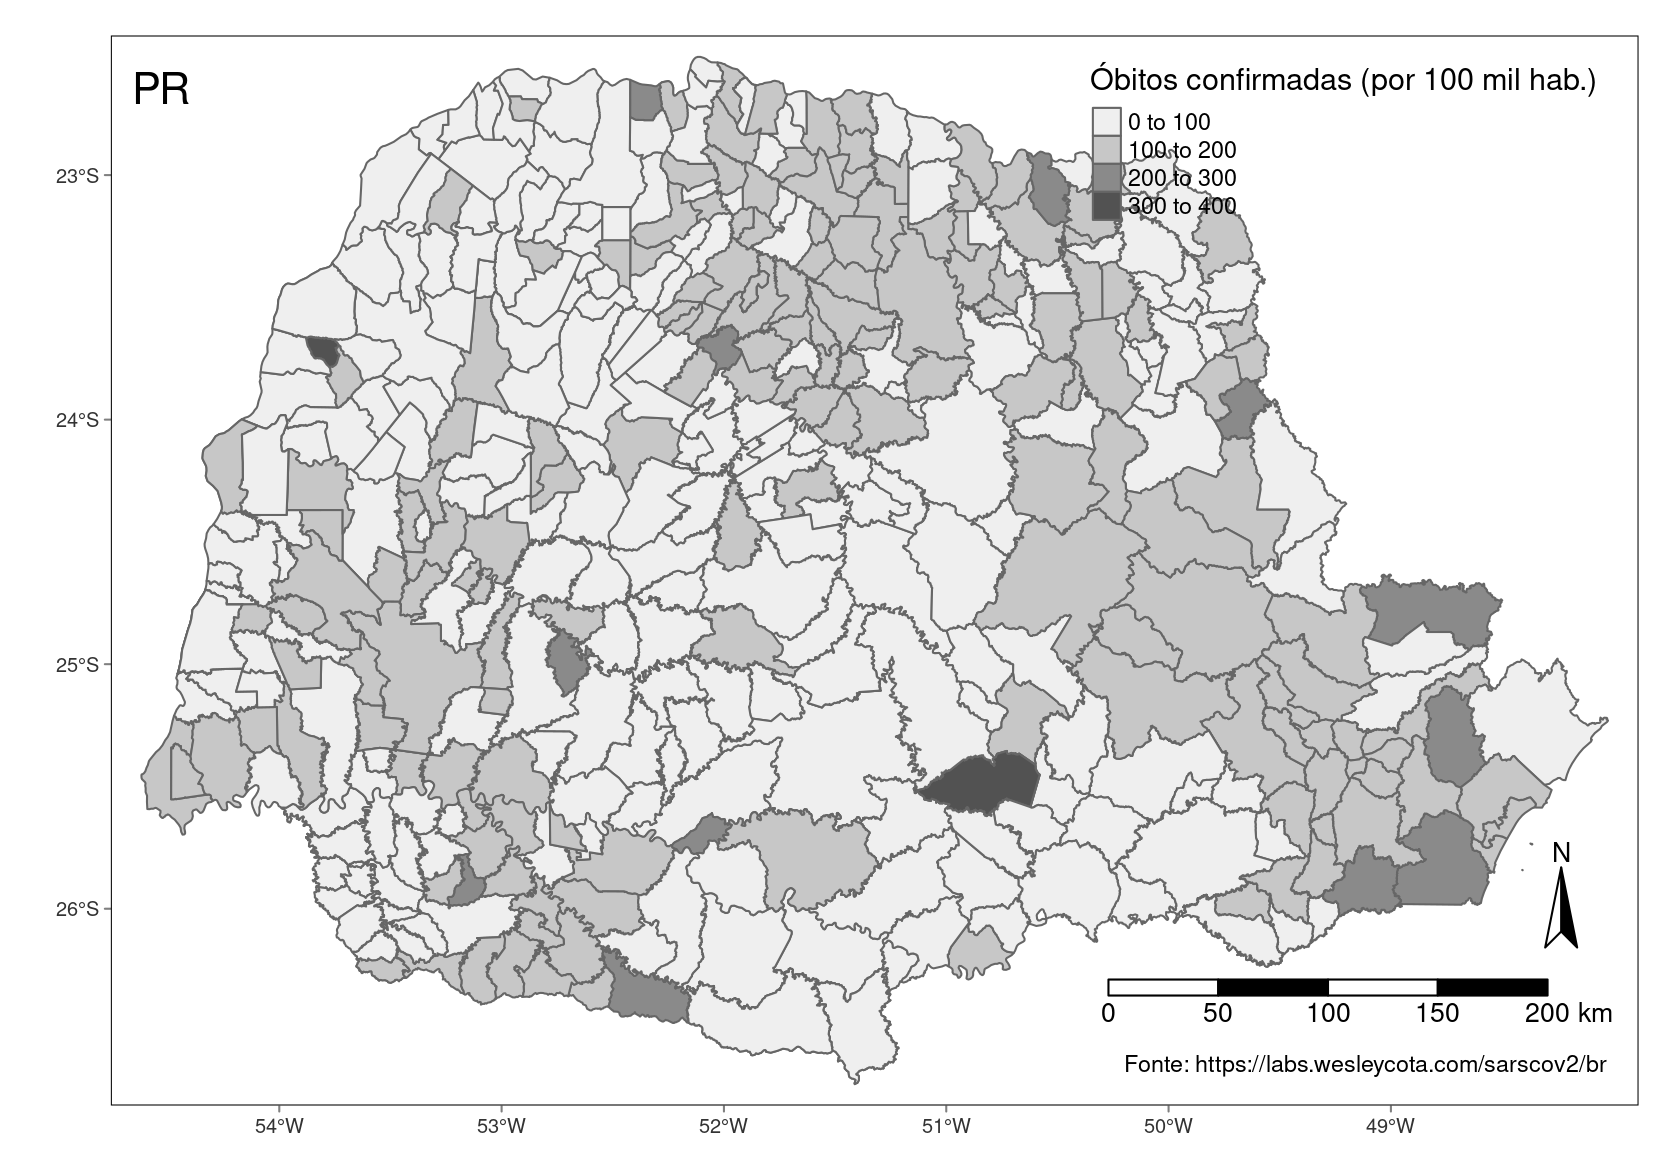 PR
Óbitos confirmadas (por 100 mil hab.)
0 to 100
100 to 200
200 to 300
300 to 400
23°S
24°S
25°S
26°S
N
0 50 100 150 200 km
Fonte: https://labs.wesleycota.com/sarscov2/br
54°W 53°W 52°W 51°W 50°W 49°W